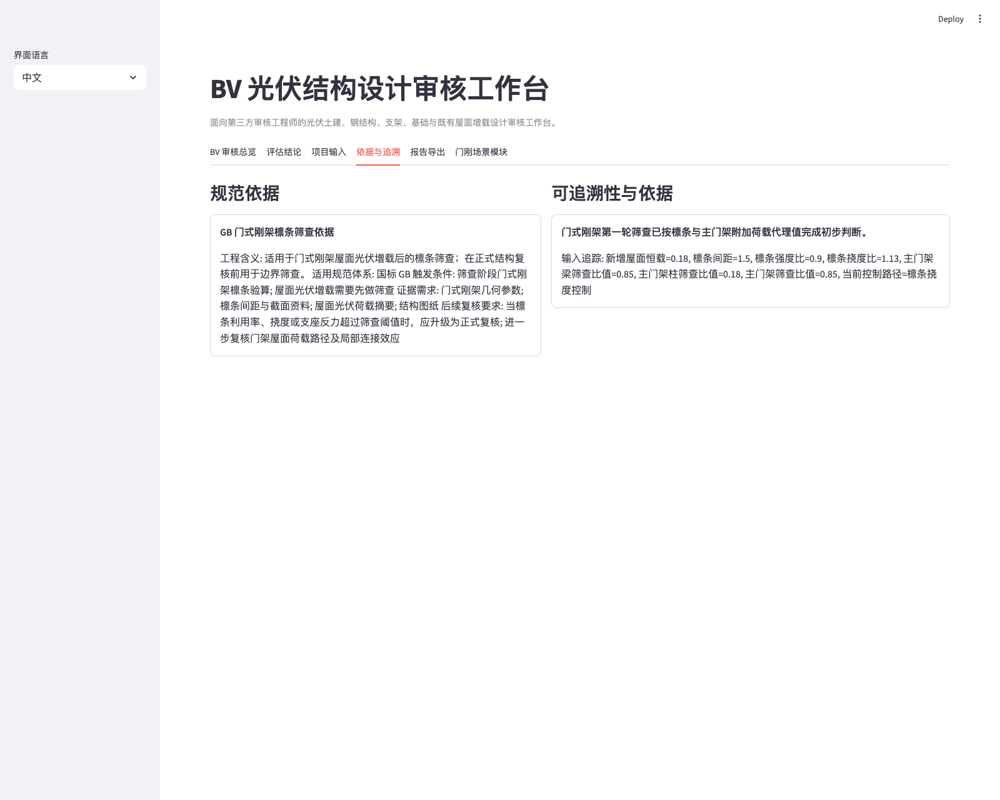 Deploy
界面语言
中文
BV 光伏结构设计审核工作台
面向第三方审核工程师的光伏土建、钢结构、支架、基础与既有屋面增载设计审核工作台。
BV 审核总览 评估结论 项目输入 依据与追溯 报告导出 门刚场景模块
规范依据
GB 门式刚架檩条筛查依据
工程含义: 适用于门式刚架屋面光伏增载后的檩条筛查；在正式结构复
核前用于边界筛查。 适用规范体系: 国标 GB 触发条件: 筛查阶段门式刚
架檩条验算; 屋面光伏增载需要先做筛查 证据需求: 门式刚架几何参数;
檩条间距与截面资料; 屋面光伏荷载摘要; 结构图纸 后续复核要求: 当檩
条利用率、挠度或支座反力超过筛查阈值时，应升级为正式复核; 进一
步复核门架屋面荷载路径及局部连接效应
可追溯性与依据
门式刚架第一轮筛查已按檩条与主门架附加荷载代理值完成初步判断。
输入追踪: 新增屋面恒载=0.18, 檩条间距=1.5, 檩条强度比=0.9, 檩条挠度比=1.13, 主门架
梁筛查比值=0.85, 主门架柱筛查比值=0.18, 主门架筛查比值=0.85, 当前控制路径=檩条挠
度控制